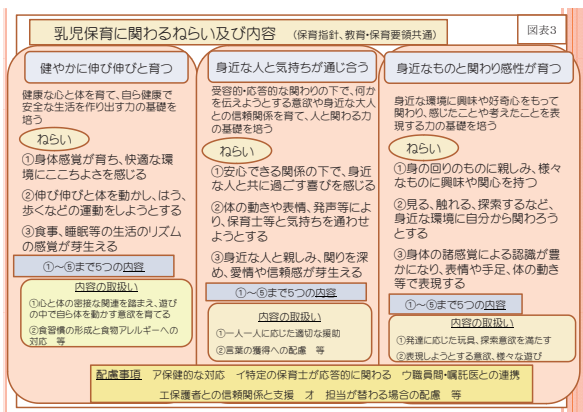 乳児保育に関わるねらい及び内容 (保育指針、教育・保育要領共通)
図表3
健やかに伸び伸びと育つ
健康な心と体を育て、自ら健康で
安全な生活を作り出す力の基礎を
培う
ねらい
①身体感覚が育ち、快適な環
境にここちよさを感じる
②伸び伸びと体を動かし、はう、
歩くなどの運動をしようとする
③食事、睡眠等の生活のリズム
の感覚が芽生える
①～⑤まで5つの内容
内容の取扱い
①心と体の密接な関連を踏まえ、遊び
の中で自ら体を動かす意欲を育てる
②食習慣の形成と食物アレルギーへの
対応 等
身近な人と気持ちが通じ合う
受容的・応答的な関わりの下で、何か
を伝えようとする意欲や身近な大人
との信頼関係を育て、人と関わる力
の基礎を培う
ねらい
①安心できる関係の下で、身近
な人と共に過ごす喜びを感じる
②体の動きや表情、発声等によ
り、保育士等と気持ちを通わせ
ようとする
③身近な人と親しみ、関りを深
め、愛情や信頼感が芽生える
①～⑤まで5つの内容
内容の取扱い
①一人一人に応じた適切な援助
②言葉の獲得への配慮 等
身近なものと関わり感性が育つ
身近な環境に興味や好奇心をもって
関わり、感じたことや考えたことを表
現する力の基礎を培う
ねらい
①身の回りのものに親しみ、様々
なものに興味や関心を持つ
②見る、触れる、探索するなど、
身近な環境に自分から関わろう
とする
③身体の諸感覚による認識が豊
かになり、表情や手足、体の動き
等で表現する
①～⑤まで5つの内容
内容の取扱い
①発達に応じた玩具、探索意欲を満たす
②表現しようとする意欲、様々な遊び
配慮事項 ア保健的な対応 イ特定の保育士が応答的に関わる ウ職員間・嘱託医との連携
エ保護者との信頼関係と支援 オ 担当が替わる場合の配慮 等